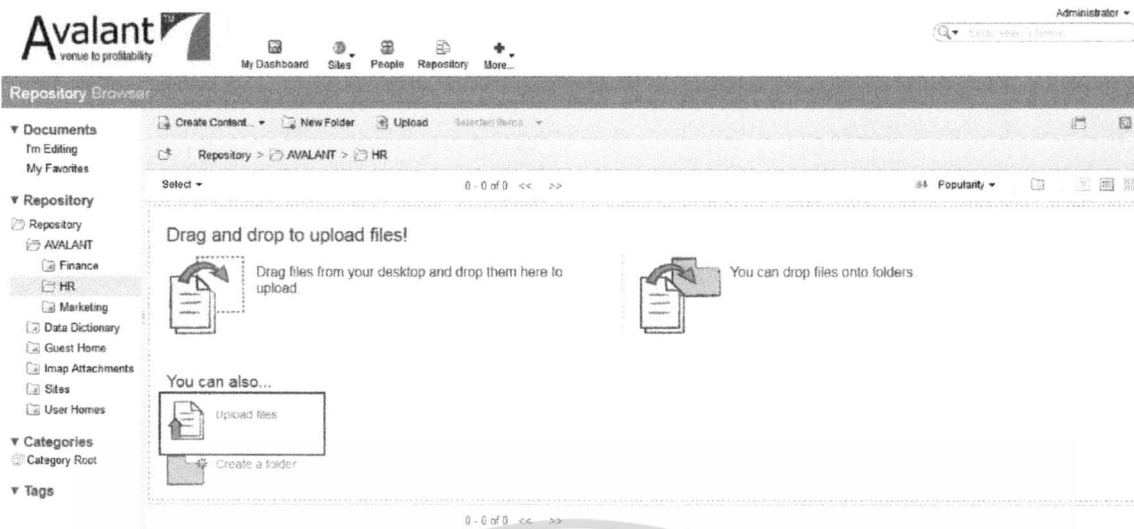 Avalant TM
venue to profitability
Administrator
My Dashboard Sites People Repository More...
Enter search terms...
Repository Browser
Documents
I'm Editing
My Favorites
Repository
Repository
AVALANT
Finance
HR
Marketing
Data Dictionary
Guest Home
Imap Attachments
Sites
User Homes
Categories
Category Root
Tags
Create Content... New Folder Upload Selected Items...
Repository > AVALANT > HR
Select 0 - 0 of 0 << >> Popularity
Drag and drop to upload files!
Drag files from your desktop and drop them here to
upload
You can drop files onto folders
You can also...
Upload files
Create a folder
0 - 0 of 0 << >>